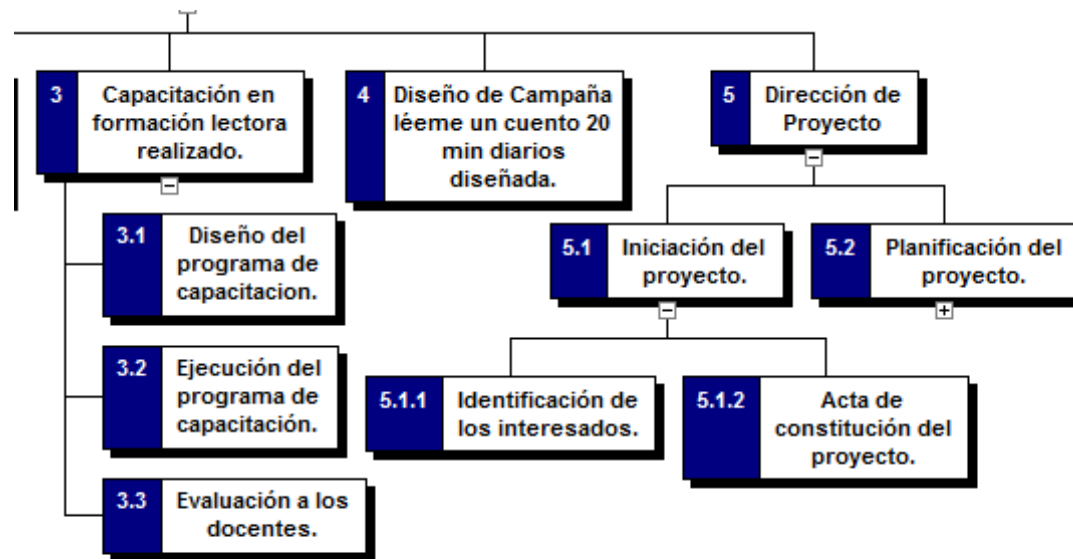 3
Capacitación en
formación lectora
realizado.
4
Diseño de Campaña
léeme un cuento 20
min diarios
diseñada.
5
Dirección de
Proyecto
3.1
Diseño del
programa de
capacitacion.
3.2
Ejecución del
programa de
capacitación.
3.3
Evaluación a los
docentes.
5.1
Iniciación del
proyecto.
5.2
Planificación del
proyecto.
5.1.1
Identificación de
los interesados.
5.1.2
Acta de
constitución del
proyecto.